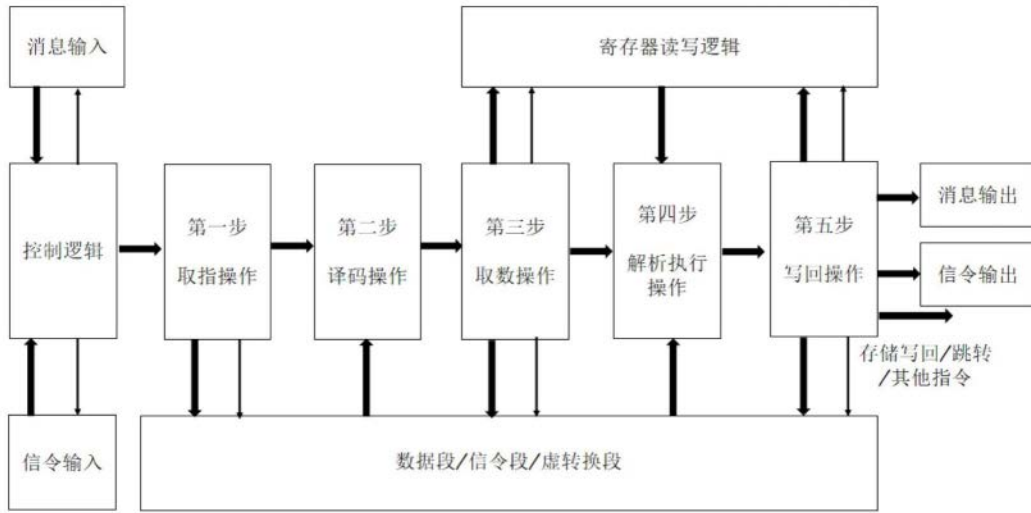 消息输入
寄存器读写逻辑
控制逻辑
第一步
取指操作
第二步
译码操作
第三步
取数操作
第四步
解析执行
操作
第五步
写回操作
消息输出
信令输出
存储写回/跳转
/其他指令
信令输入
数据段/信令段/虚转换段